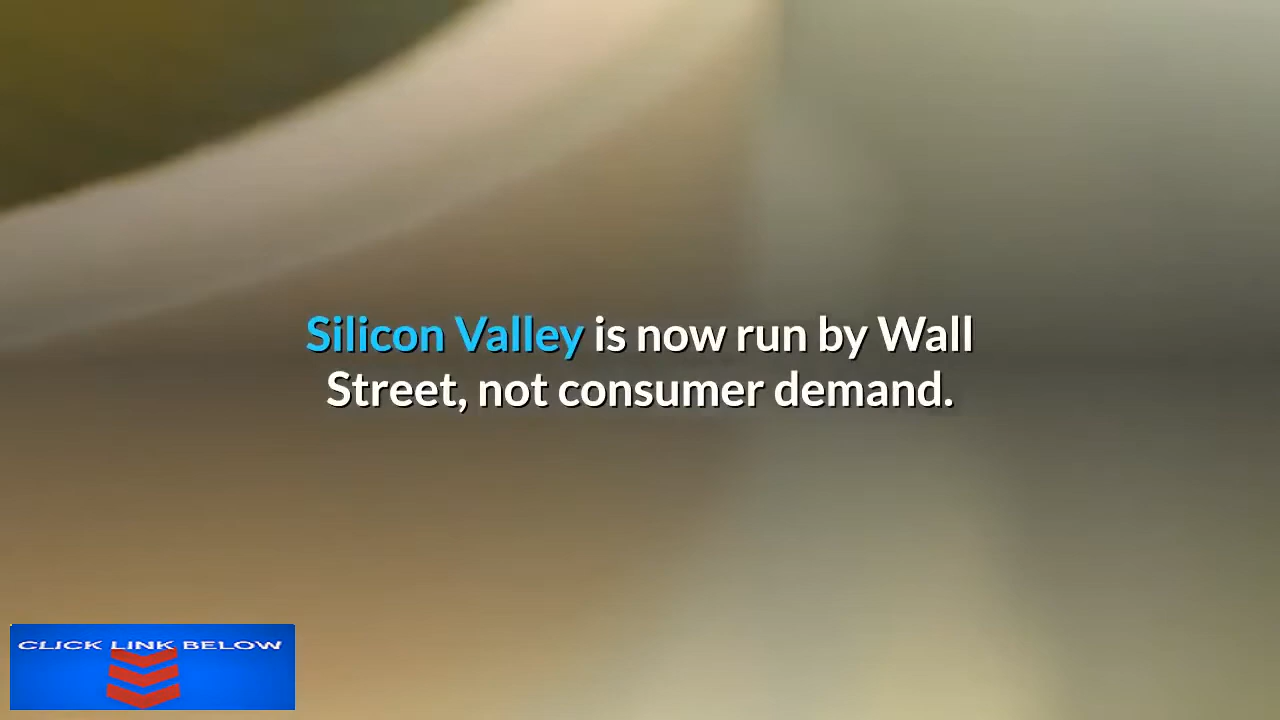 Silicon Valley is now run by Wall
Street, not consumer demand.
CLICK LINK BELOW